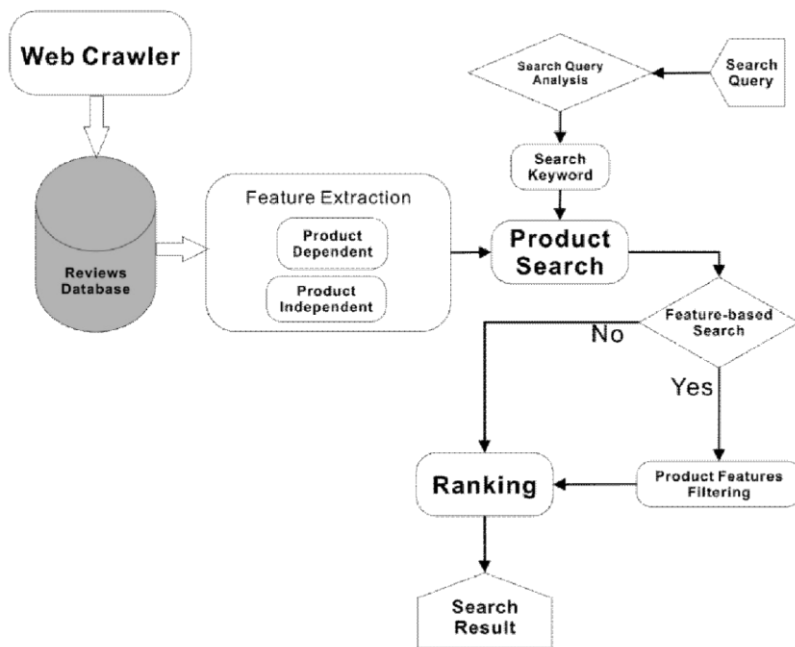 Web Crawler
Search Query
Analysis
Search
Query
Search
Keyword
Feature Extraction
Product
Dependent
Product
Independent
Reviews
Database
Product
Search
Feature-based
Search
No
Yes
Ranking
Product Features
Filtering
Search
Result